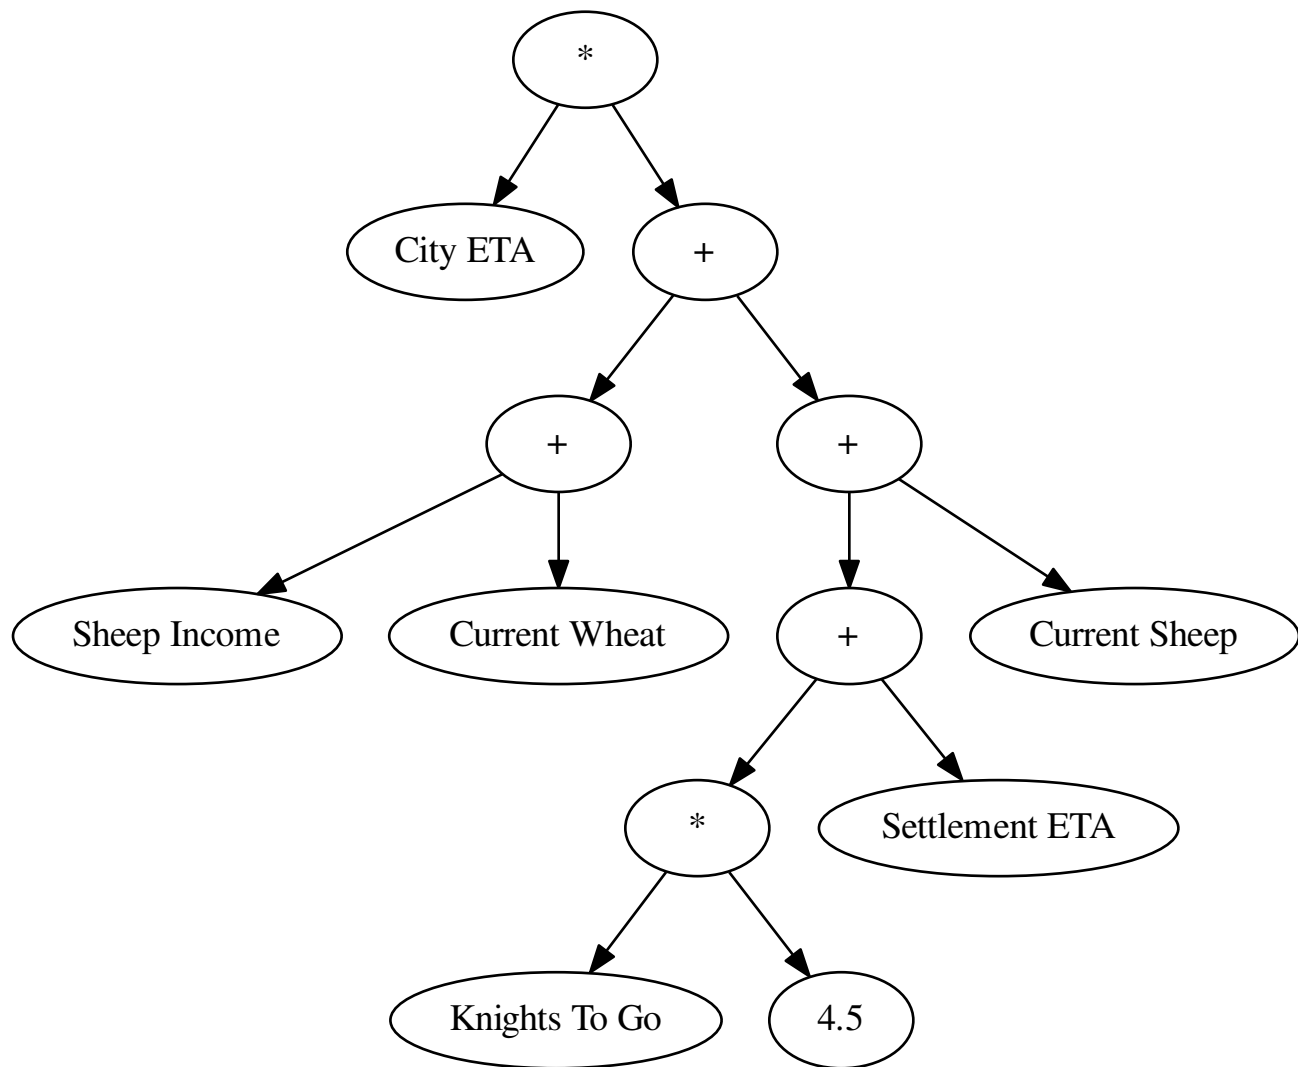 *
City ETA
+
+
+
Sheep Income
Current Wheat
+
Current Sheep
*
Settlement ETA
Knights To Go
4.5